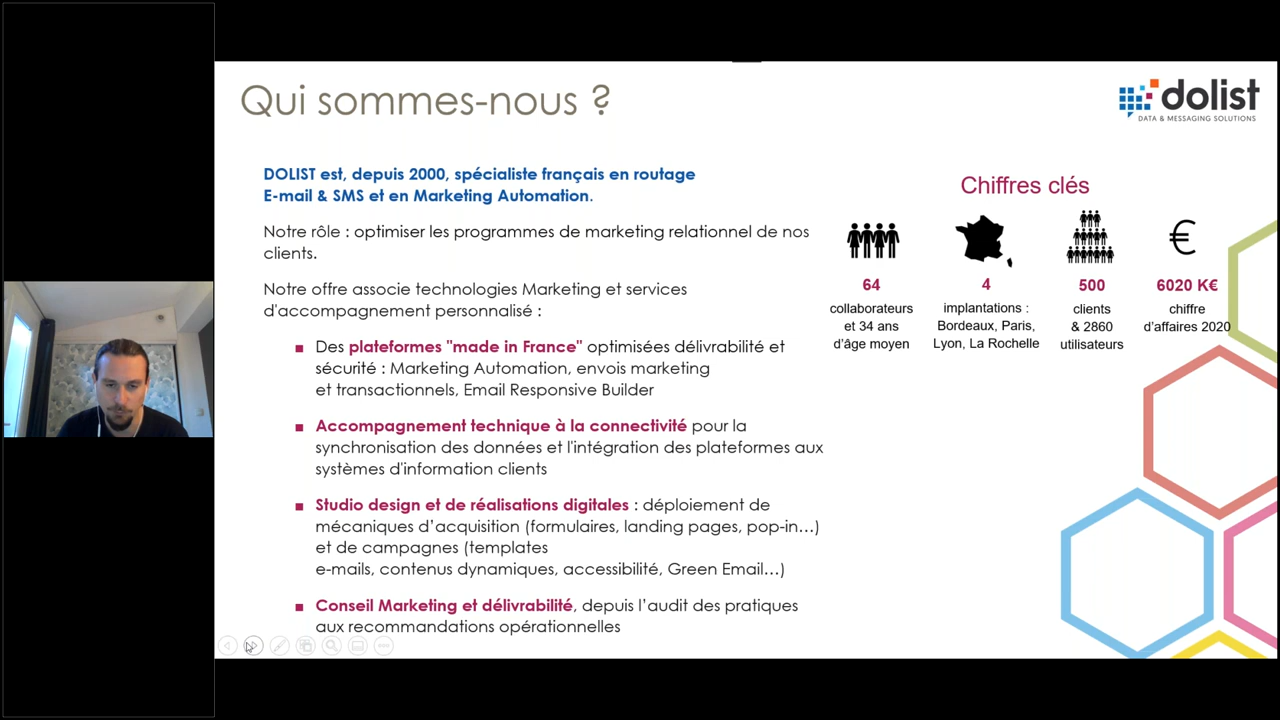 Qui sommes-nous ?
dolist
DATA & MESSAGING SOLUTIONS
DOLIST est, depuis 2000, spécialiste français en routage
E-mail & SMS et en Marketing Automation.
Notre rôle : optimiser les programmes de marketing relationnel de nos
clients.
Notre offre associe technologies Marketing et services
d'accompagnement personnalisé :
■ Des plateformes "made in France" optimisées délivrabilité et
sécurité : Marketing Automation, envois marketing
et transactionnels, Email Responsive Builder
■ Accompagnement technique à la connectivité pour la
synchronisation des données et l'intégration des plateformes aux
systèmes d'information clients
■ Studio design et de réalisations digitales : déploiement de
mécaniques d’acquisition (formulaires, landing pages, pop-in…)
et de campagnes (templates
e-mails, contenus dynamiques, accessibilité, Green Email…)
■ Conseil Marketing et délivrabilité, depuis l’audit des pratiques
aux recommandations opérationnelles
Chiffres clés
€
64
collaborateurs
et 34 ans
d’âge moyen
4
implantations :
Bordeaux, Paris,
Lyon, La Rochelle
500
clients
& 2860
utilisateurs
6020 K€
chiffre
d’affaires 2020